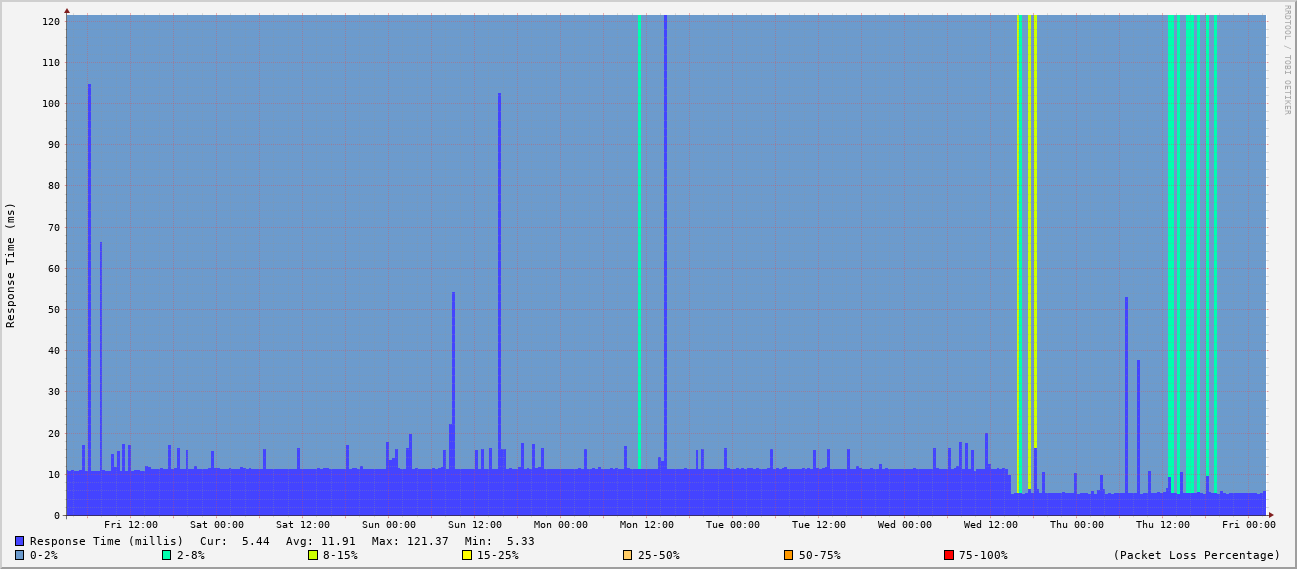 RRDTOOL / TOBI OETIKER
Response Time (ms)
120
110
100
90
80
70
60
50
40
30
20
10
0
Fri 12:00 Sat 00:00 Sat 12:00 Sun 00:00 Sun 12:00 Mon 00:00 Mon 12:00 Tue 00:00 Tue 12:00 Wed 00:00 Wed 12:00 Thu 00:00 Thu 12:00 Fri 00:00
Response Time (millis) Cur: 5.44 Avg: 11.91 Max: 121.37 Min: 5.33
0-2% 2-8% 8-15% 15-25% 25-50% 50-75% 75-100% (Packet Loss Percentage)